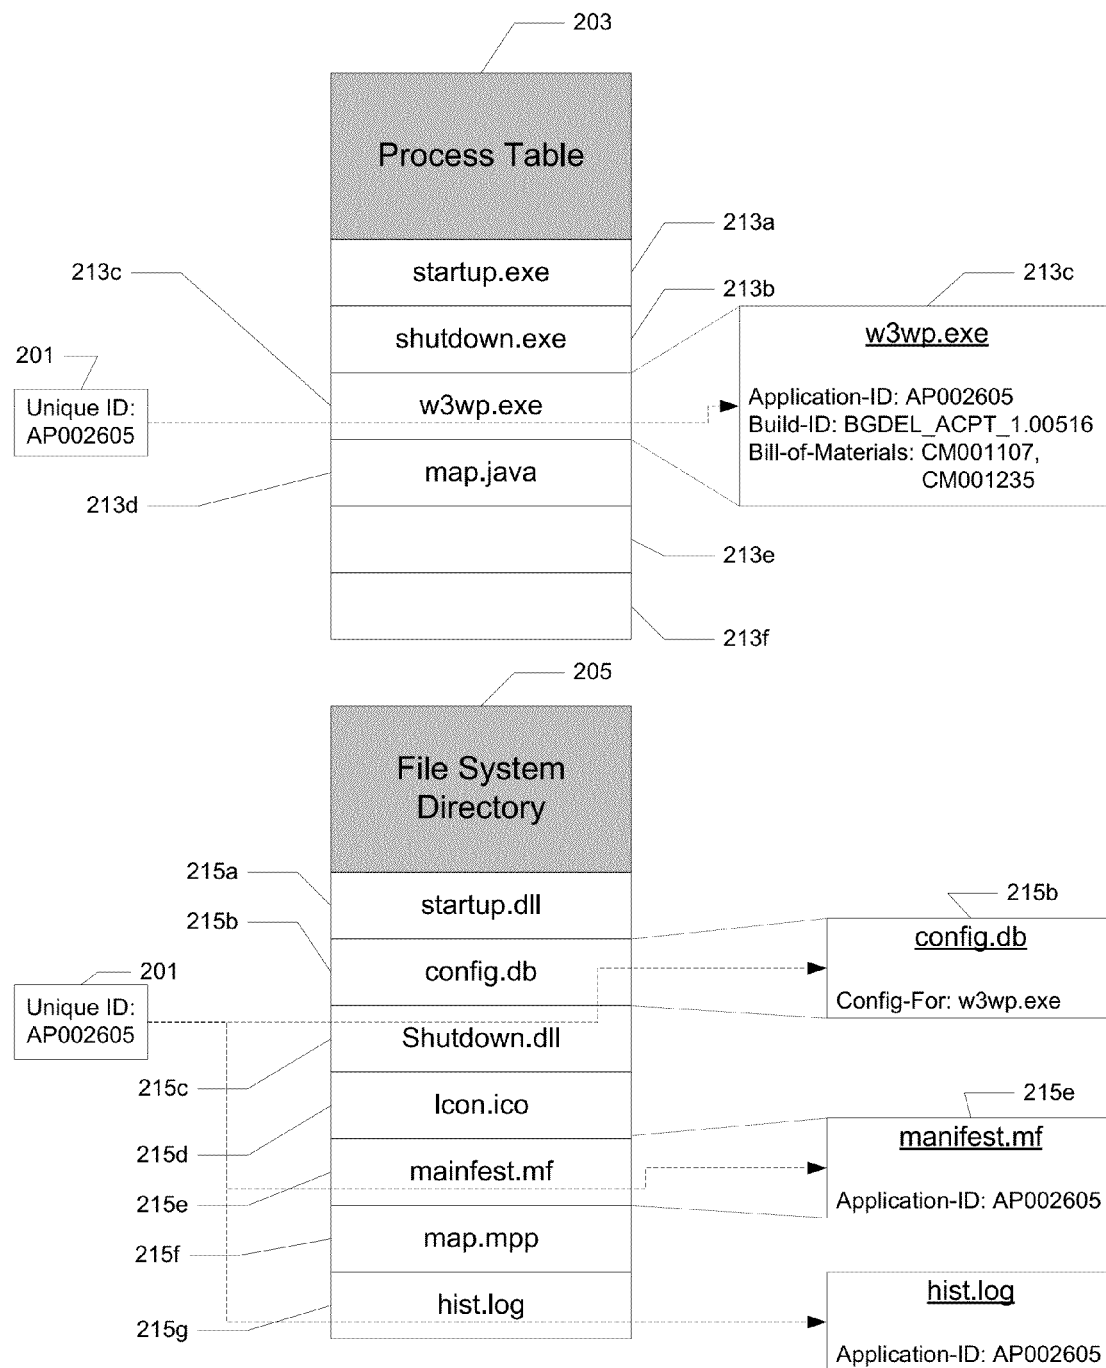 203
Process Table
213a
213c
startup.exe
213b
213c
shutdown.exe
w3wp.exe
201
Unique ID:
AP002605
w3wp.exe
Application-ID: AP002605
Build-ID: BGDEL_ACPT_1.00516
Bill-of-Materials: CM001107,
CM001235
map.java
213d
213e
213f
205
File System
Directory
215a
startup.dll
215b
215b
config.db
config.db
Config-For: w3wp.exe
201
Unique ID:
AP002605
Shutdown.dll
215c
Icon.ico
215d
215e
manifest.mf
mainfest.mf
Application-ID: AP002605
215e
map.mpp
215f
hist.log
hist.log
215g
Application-ID: AP002605